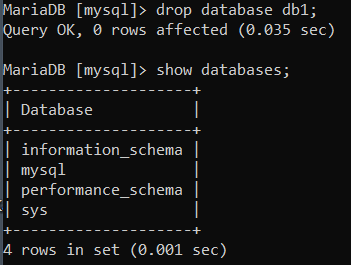 MariaDB [mysql]> drop database db1;
Query OK, 0 rows affected (0.035 sec)
MariaDB [mysql]> show databases;
+--------------------+
| Database           |
+--------------------+
| information_schema |
| mysql              |
| performance_schema |
| sys                |
+--------------------+
4 rows in set (0.001 sec)